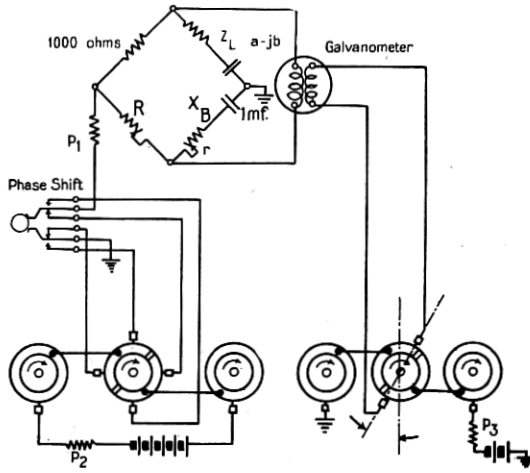 1000 ohms
Z_L a-jb
Galvanometer
R
X_B
1mf.
r
P_1
Phase Shift
P_2
P_3